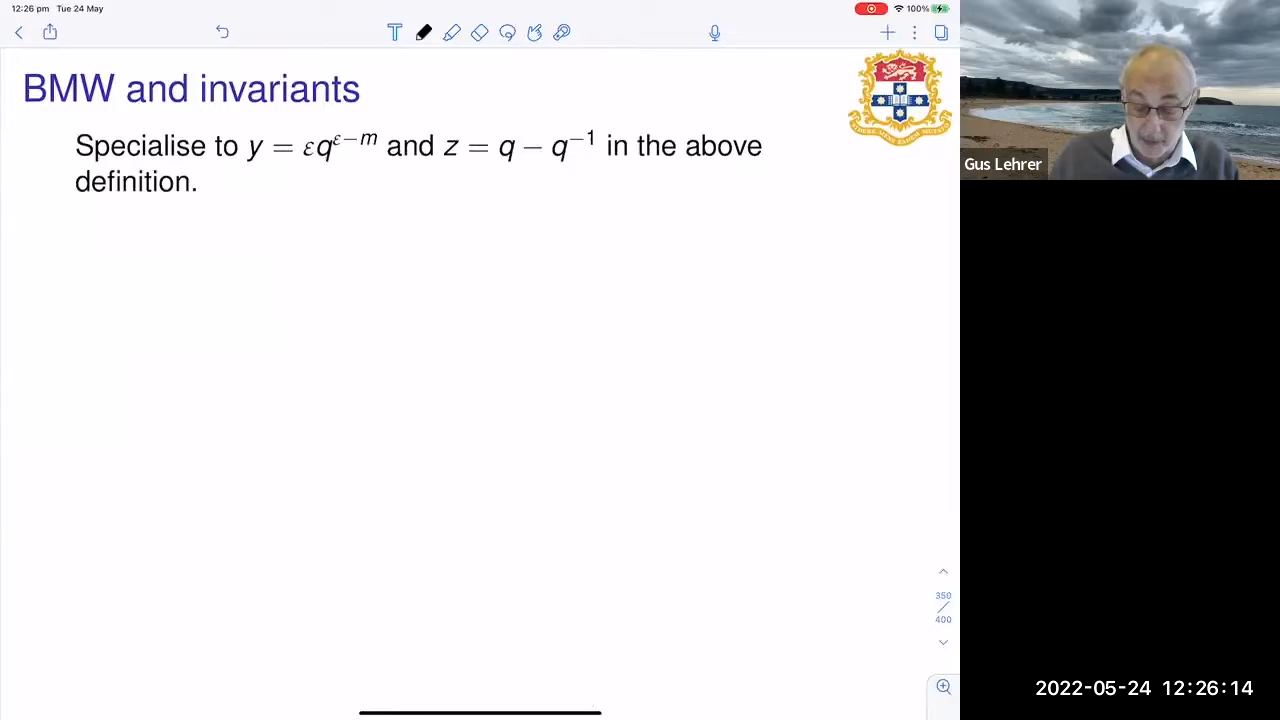 12:26 pm Tue 24 May
100%
BMW and invariants
Specialise to y = εq^{ε−m} and z = q − q^{−1} in the above
definition.
Gus Lehrer
350
/
400
2022-05-24 12:26:14